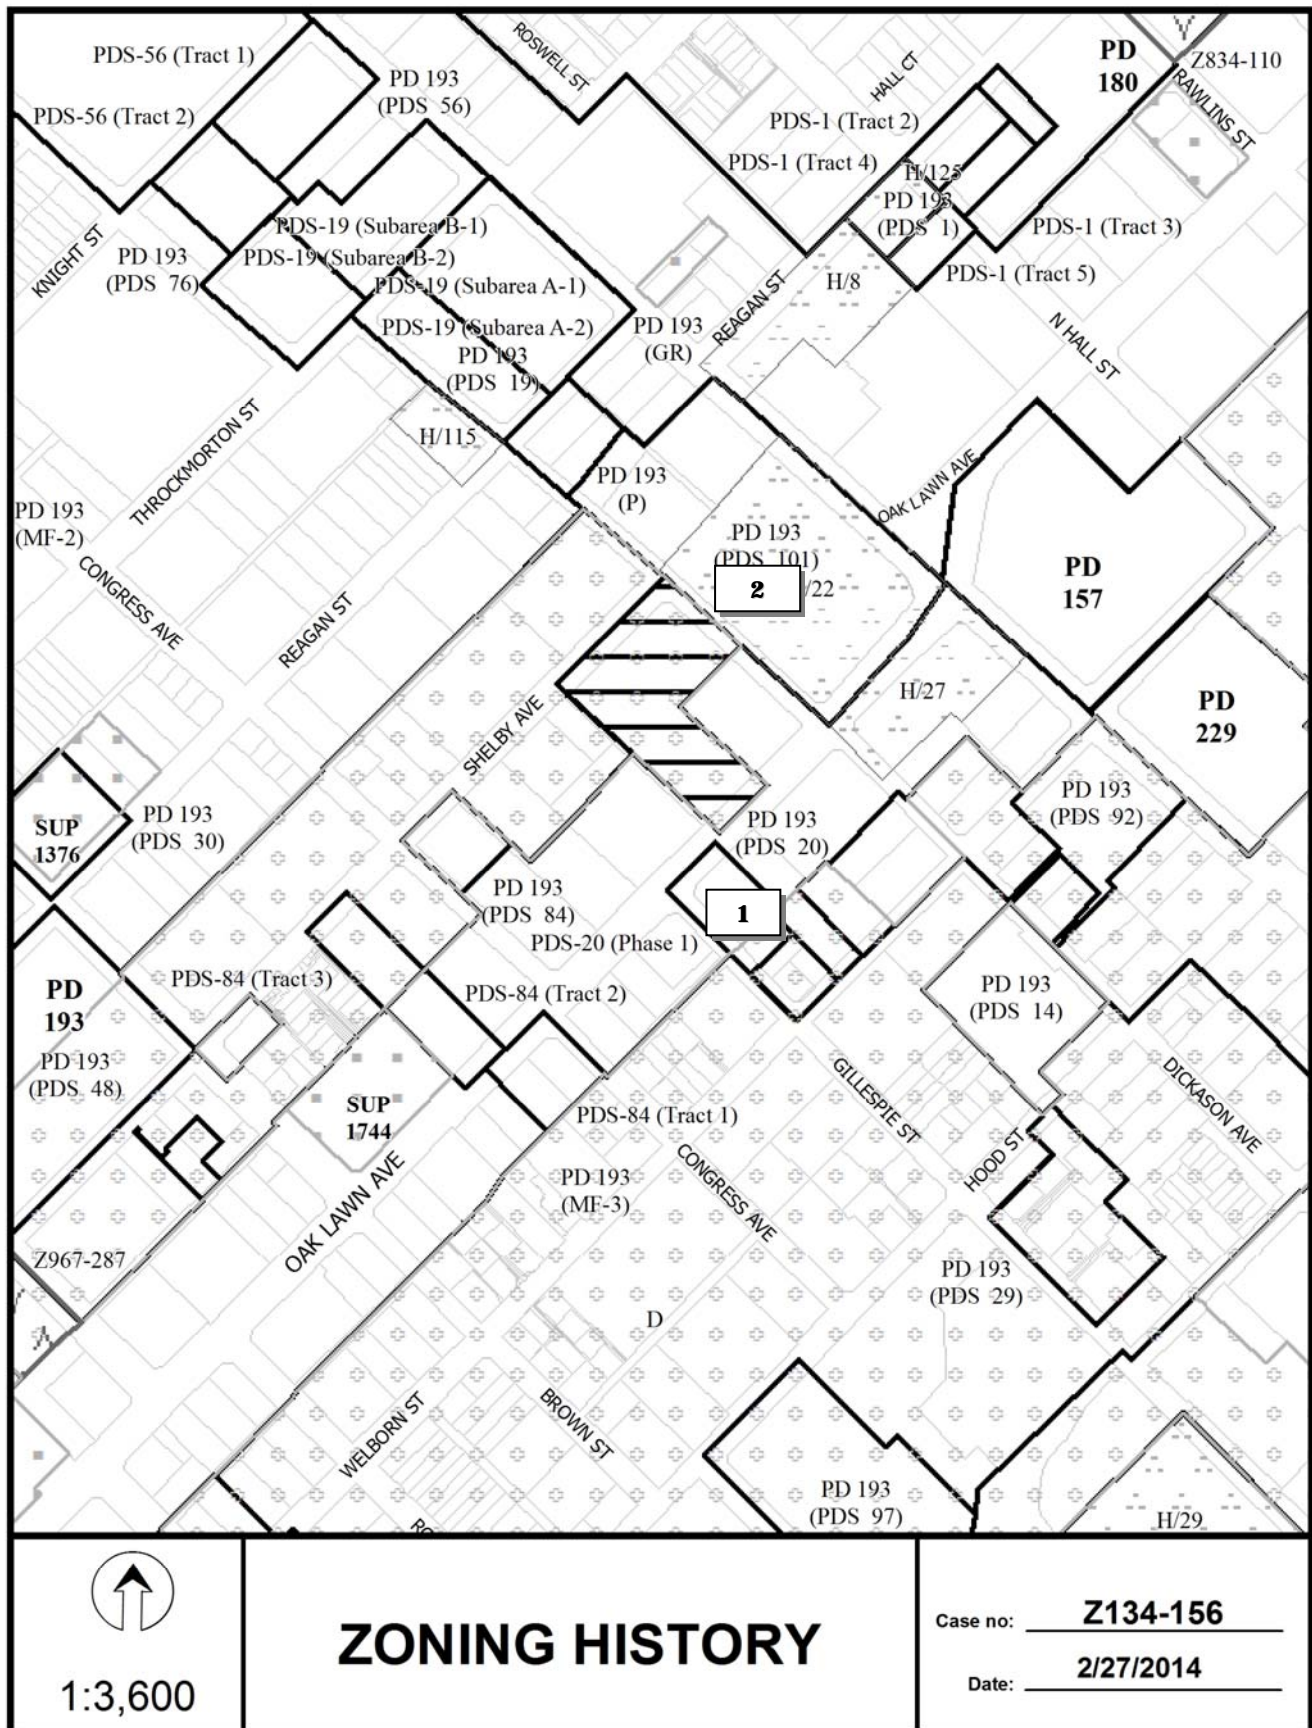 PDS-56 (Tract 1)
PDS-56 (Tract 2)
PD 193
(PDS 56)
ROSWELL ST
HALL CT
PD
180
Z834-110
RAWLINS ST
PDS-1 (Tract 2)
PDS-1 (Tract 4)
H/125
PD 193
(PDS 1)
PDS-1 (Tract 3)
PDS-1 (Tract 5)
KNIGHT ST
PD 193
(PDS 76)
PDS-19 (Subarea B-1)
PDS-19 (Subarea B-2)
PDS-19 (Subarea A-1)
PDS-19 (Subarea A-2)
PD 193
(PDS 19)
PD 193
(GR)
REAGAN ST
H/8
N HALL ST
THROCKMORTON ST
H/115
PD 193
(P)
OAK LAWN AVE
PD 193
(MF-2)
CONGRESS AVE
REAGAN ST
PD 193
(PDS 101)
2
/22
PD
157
H/27
PD
229
SHELBY AVE
SUP
1376
PD 193
(PDS 30)
PD 193
(PDS 20)
PD 193
(PDS 92)
PD 193
(PDS 84)
1
PDS-20 (Phase 1)
PD
193
PDS-84 (Tract 3)
PDS-84 (Tract 2)
PD 193
(PDS 14)
PD 193
(PDS 48)
SUP
1744
PDS-84 (Tract 1)
GILLESPIE ST
DICKASON AVE
HOOD ST
PD 193
(MF-3)
CONGRESS AVE
OAK LAWN AVE
Z967-287
PD 193
(PDS 29)
D
WELBORN ST
BROWN ST
PD 193
(PDS 97)
H/29
1:3,600
ZONING HISTORY
Case no: Z134-156
Date: 2/27/2014